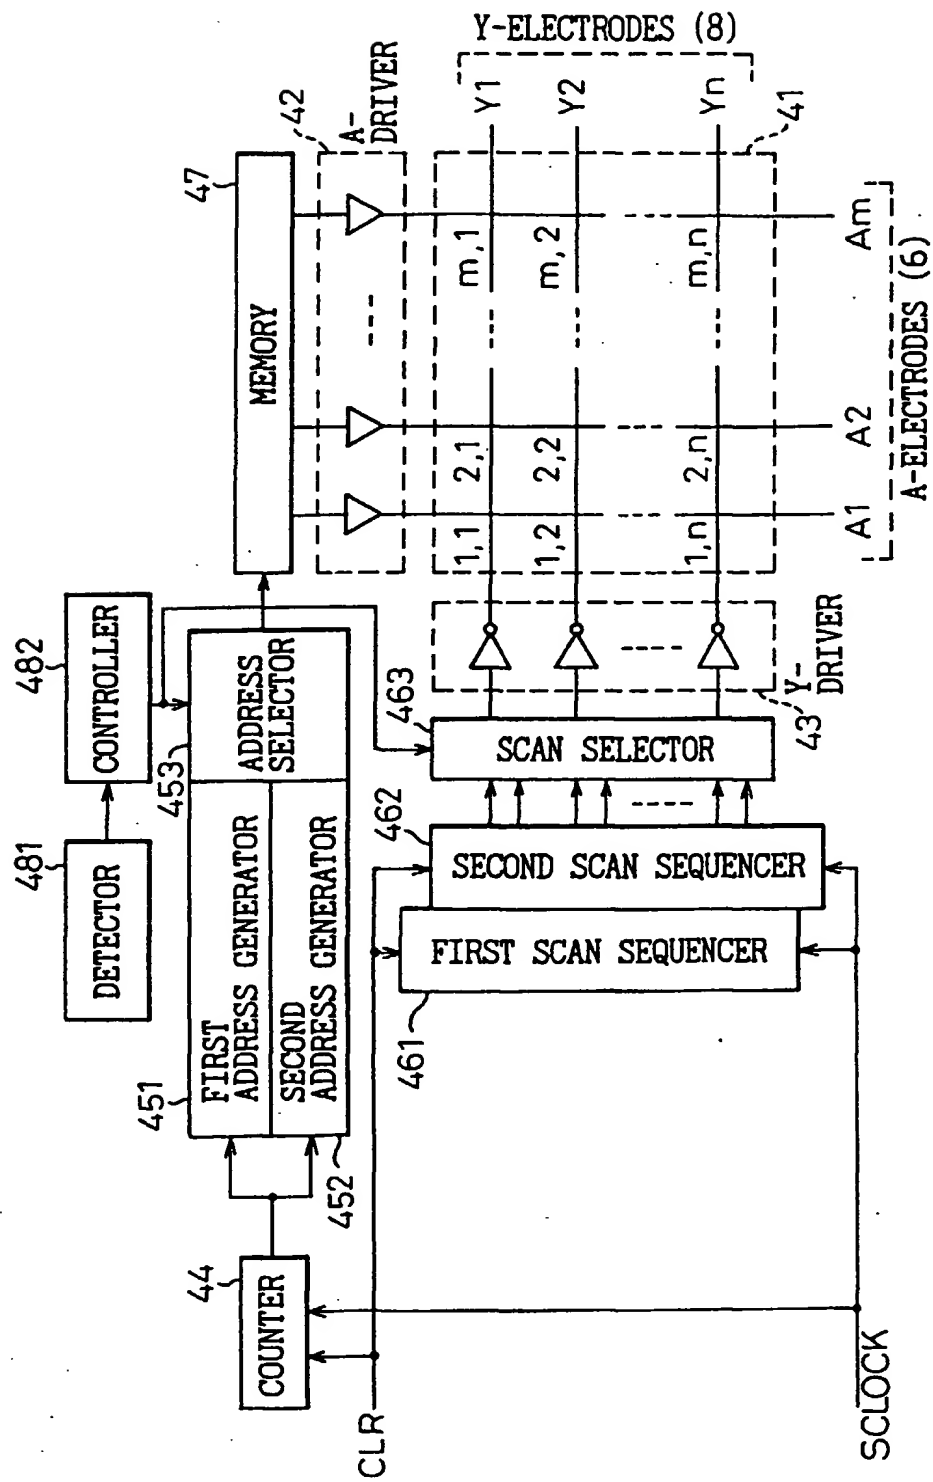 Y-ELECTRODES (8)
Y1
Y2
Yn
41
42
A-
DRIVER
47
MEMORY
m,1
m,2
m,n
2,1
2,2
2,n
1,1
1,2
1,n
A1
A2
Am
A-ELECTRODES (6)
482
CONTROLLER
481
DETECTOR
453
ADDRESS
SELECTOR
451
FIRST
ADDRESS GENERATOR
SECOND
ADDRESS GENERATOR
452
463
SCAN SELECTOR
43
Y-
DRIVER
462
SECOND SCAN SEQUENCER
FIRST SCAN SEQUENCER
461
44
COUNTER
CLR
SCLOCK